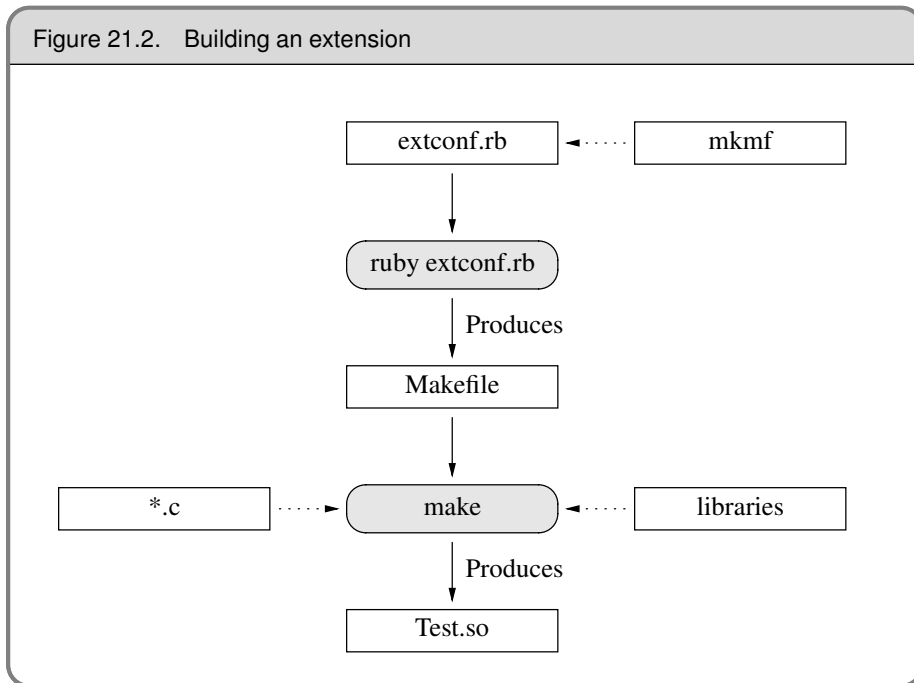 Figure 21.2. Building an extension
extconf.rb
mkmf
ruby extconf.rb
Produces
Makefile
*.c
make
libraries
Produces
Test.so